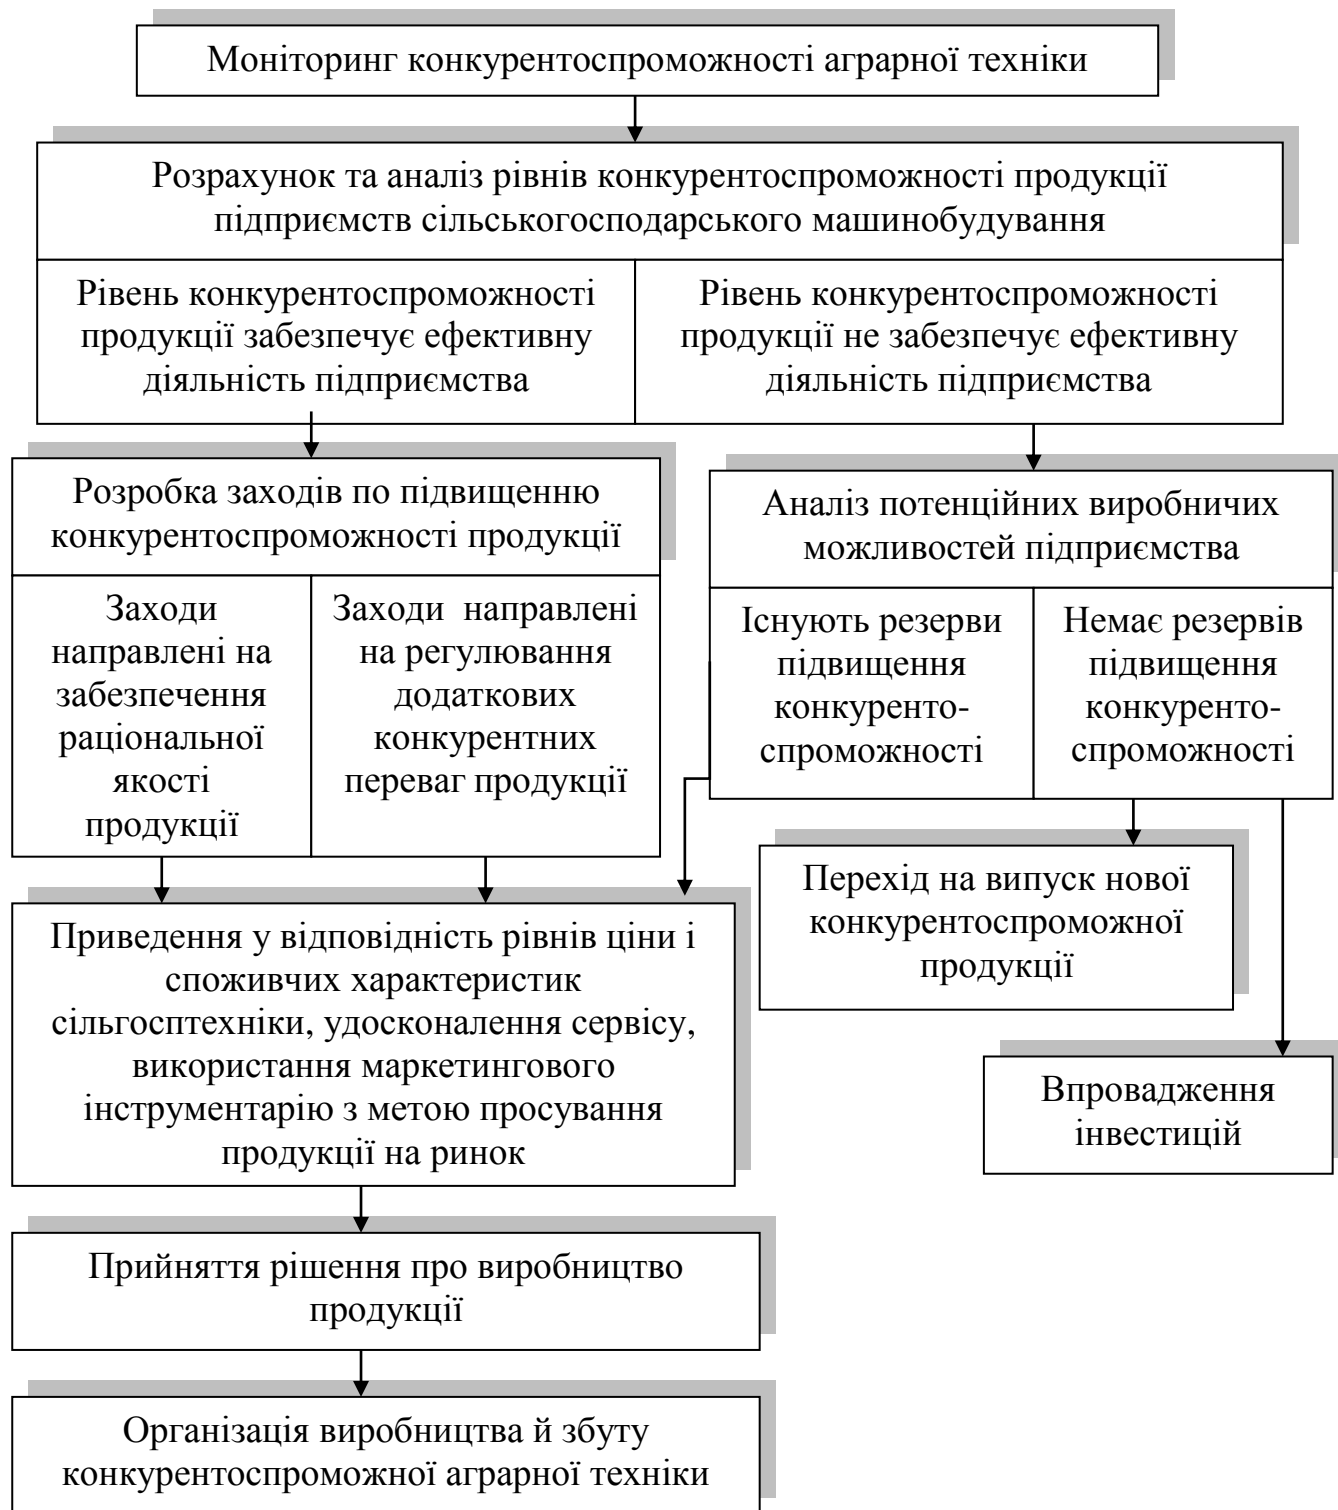 Моніторинг конкурентоспроможності аграрної техніки
Розрахунок та аналіз рівнів конкурентоспроможності продукції
підприємств сільськогосподарського машинобудування
Рівень конкурентоспроможності
продукції забезпечує ефективну
діяльність підприємства
Рівень конкурентоспроможності
продукції не забезпечує ефективну
діяльність підприємства
Розробка заходів по підвищенню
конкурентоспроможності продукції
Аналіз потенційних виробничих
можливостей підприємства
Заходи
направлені на
забезпечення
раціональної
якості
продукції
Заходи направлені
на регулювання
додаткових
конкурентних
переваг продукції
Існують резерви
підвищення
конкуренто-
спроможності
Немає резервів
підвищення
конкуренто-
спроможності
Перехід на випуск нової
конкурентоспроможної
продукції
Приведення у відповідність рівнів ціни і
споживчих характеристик
сільгосптехніки, удосконалення сервісу,
використання маркетингового
інструментарію з метою просування
продукції на ринок
Впровадження
інвестицій
Прийняття рішення про виробництво
продукції
Організація виробництва й збуту
конкурентоспроможної аграрної техніки